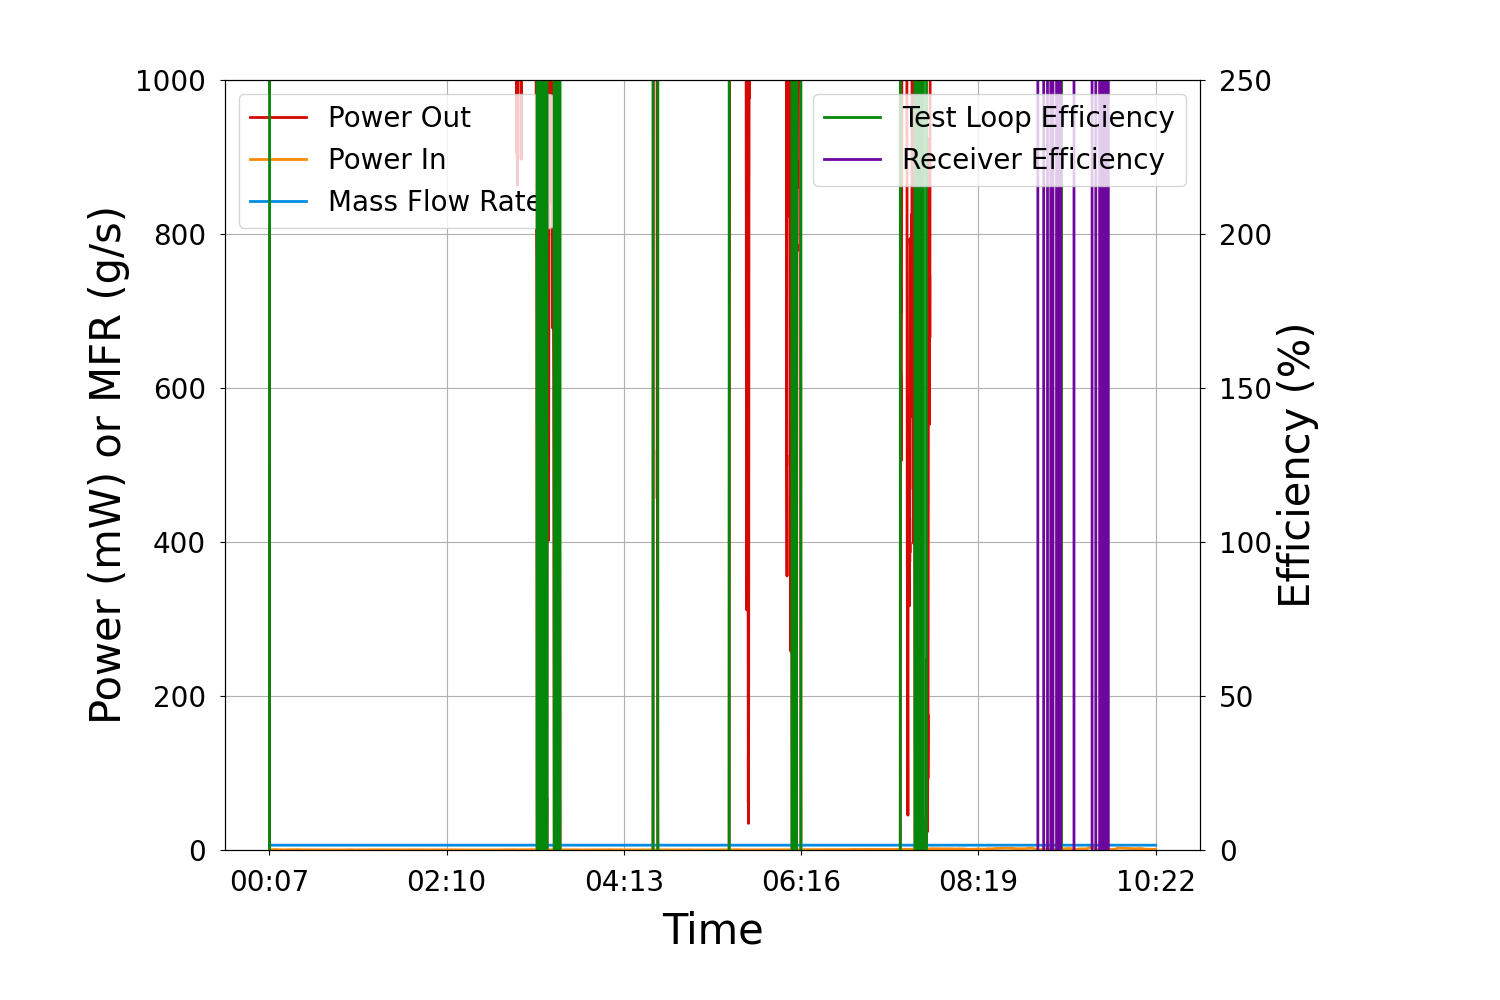 1000
800
600
400
200
0
Power (mW) or MFR (g/s)
Power Out
Power In
Mass Flow Rate
Test Loop Efficiency
Receiver Efficiency
250
200
150
100
50
0
Efficiency (%)
00:07 02:10 04:13 06:16 08:19 10:22
Time